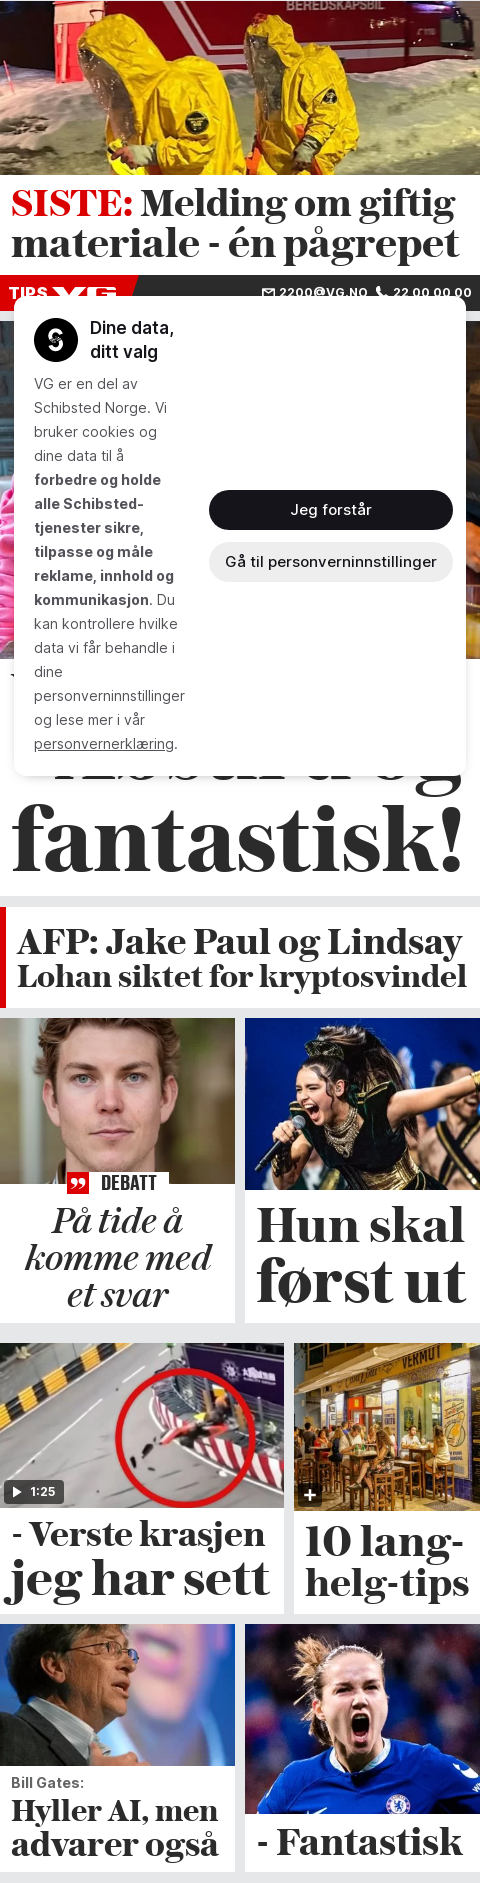 BEREDSKAPSBIL
SISTE: Melding om giftig
materiale - én pågrepet
TIPS VG
2200@VG.NO 22 00 00 00
Dine data,
ditt valg
VG er en del av
Schibsted Norge. Vi
bruker cookies og
dine data til å
forbedre og holde
alle Schibsted-
tjenester sikre,
tilpasse og måle
reklame, innhold og
kommunikasjon. Du
kan kontrollere hvilke
data vi får behandle i
dine
personverninnstillinger
og lese mer i vår
personvernerklæring.
Jeg forstår
Gå til personverninnstillinger
og
fantastisk!
AFP: Jake Paul og Lindsay
Lohan siktet for kryptosvindel
DEBATT
På tide å
komme med
et svar
Hun skal
først ut
1:25
- Verste krasjen
jeg har sett
VERMUT
10 lang-
helg-tips
Bill Gates:
Hyller AI, men
advarer også
- Fantastisk